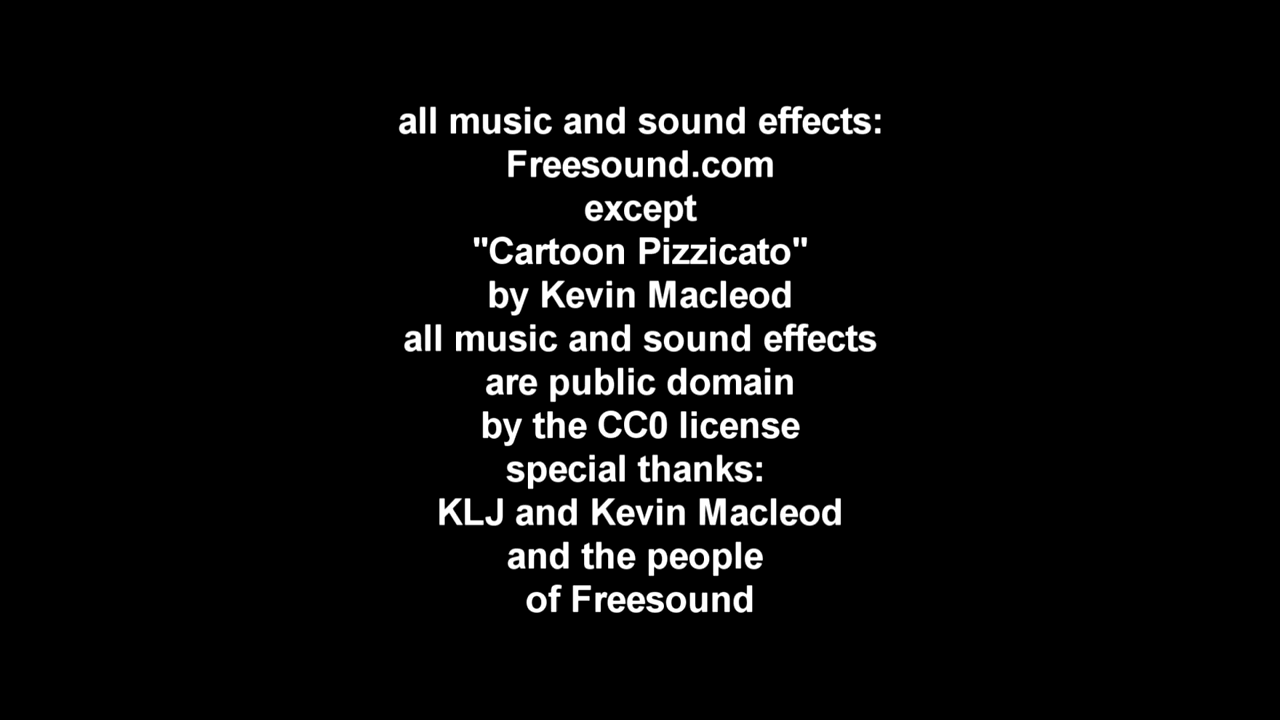 all music and sound effects:
Freesound.com
except
"Cartoon Pizzicato"
by Kevin Macleod
all music and sound effects
are public domain
by the CC0 license
special thanks:
KLJ and Kevin Macleod
and the people
of Freesound